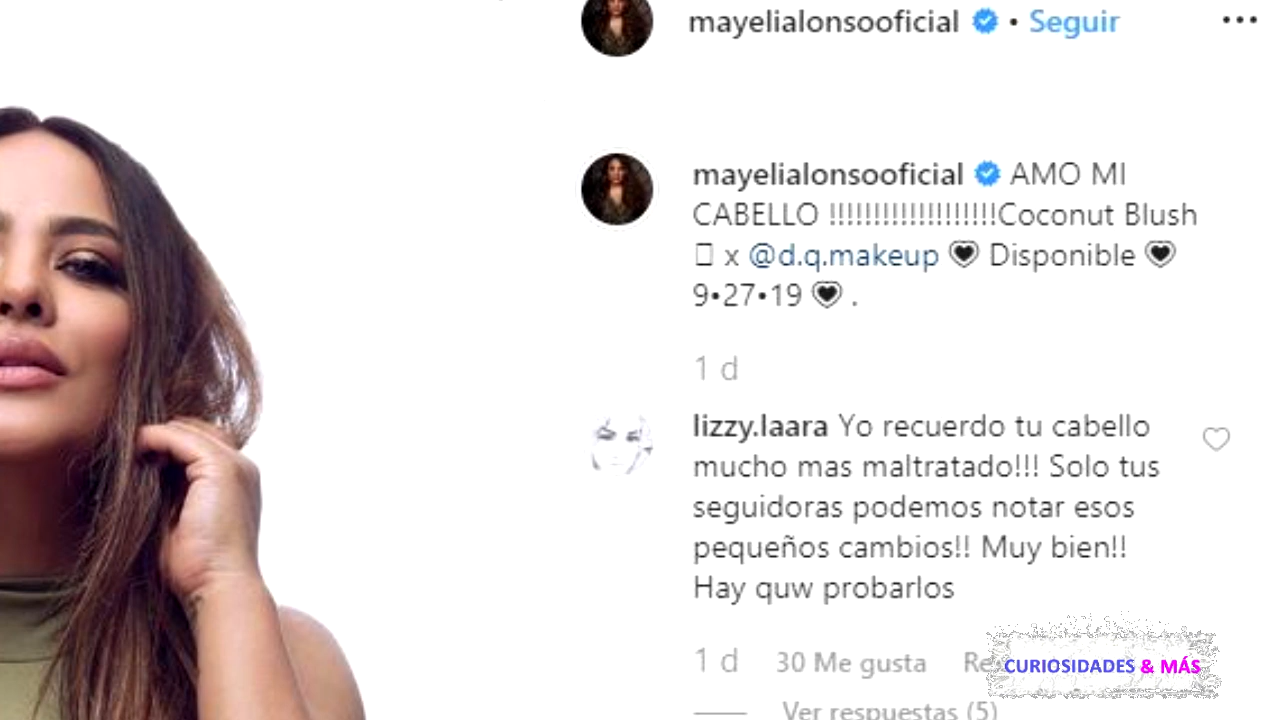 mayelialonsooficial • Seguir •••
mayelialonsooficial AMO MI
CABELLO !!!!!!!!!!!!!!!!!!!Coconut Blush
x @d.q.makeup 🖤 Disponible 🖤
9•27•19 🖤 .
1 d
lizzy.laara Yo recuerdo tu cabello
mucho mas maltratado!!! Solo tus
seguidoras podemos notar esos
pequeños cambios!! Muy bien!!
Hay quw probarlos
1 d 30 Me gusta
CURIOSIDADES & MÁS
Ver respuestas (5)